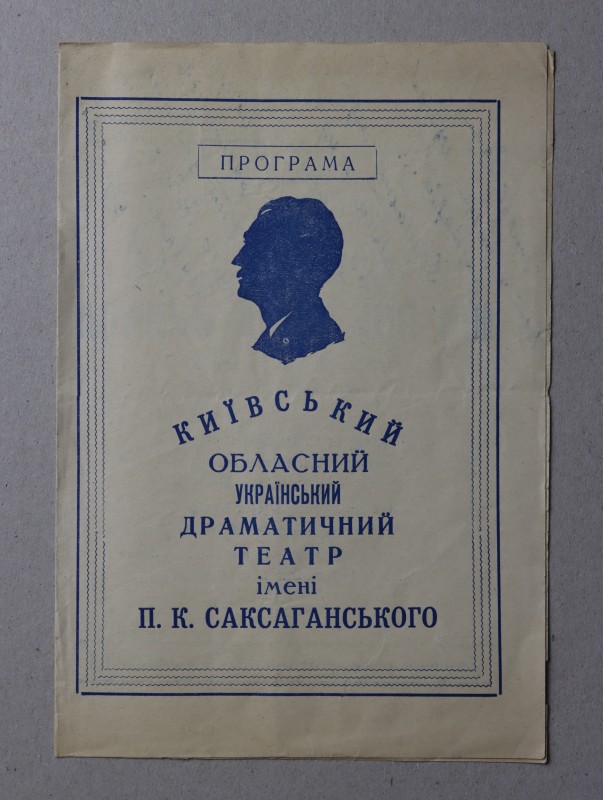 ПРОГРАМА
КИЇВСЬКИЙ
ОБЛАСНИЙ
УКРАЇНСЬКИЙ
ДРАМАТИЧНИЙ
ТЕАТР
імені
П. К. САКСАГАНСЬКОГО